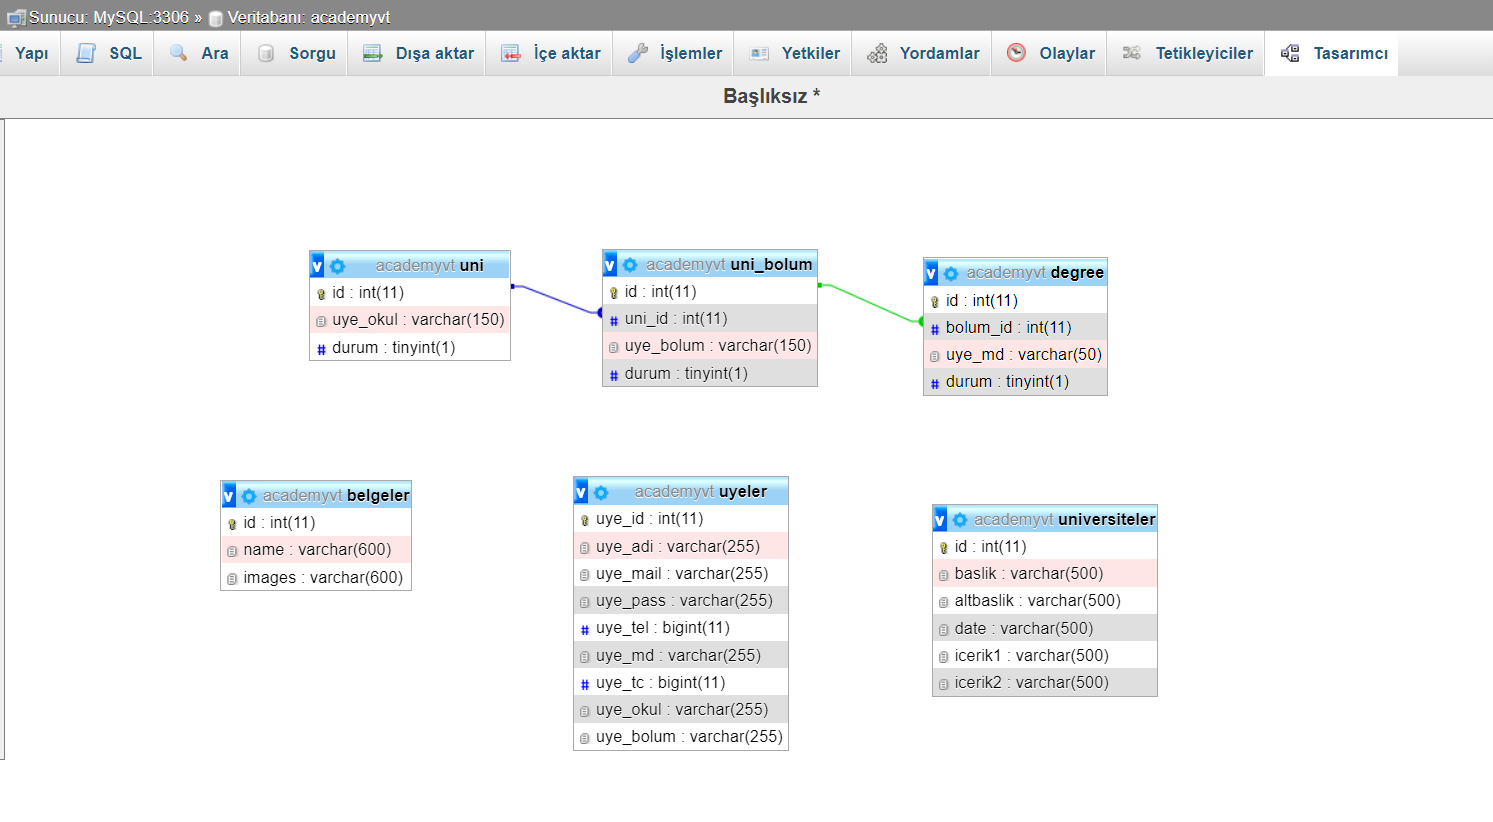 Sunucu: MySQL:3306 » Veritabanı: academyvt
Yapı SQL Ara Sorgu Dışa aktar İçe aktar İşlemler Yetkiler Yordamlar Olaylar Tetikleyiciler Tasarımcı
Başlıksız *
v academyvt uni
id : int(11)
uye_okul : varchar(150)
# durum : tinyint(1)
v academyvt uni_bolum
id : int(11)
# uni_id : int(11)
uye_bolum : varchar(150)
# durum : tinyint(1)
v academyvt degree
id : int(11)
# bolum_id : int(11)
uye_md : varchar(50)
# durum : tinyint(1)
v academyvt belgeler
id : int(11)
name : varchar(600)
images : varchar(600)
v academyvt uyeler
uye_id : int(11)
uye_adi : varchar(255)
uye_mail : varchar(255)
uye_pass : varchar(255)
# uye_tel : bigint(11)
uye_md : varchar(255)
# uye_tc : bigint(11)
uye_okul : varchar(255)
uye_bolum : varchar(255)
v academyvt universiteler
id : int(11)
baslik : varchar(500)
altbaslik : varchar(500)
date : varchar(500)
icerik1 : varchar(500)
icerik2 : varchar(500)